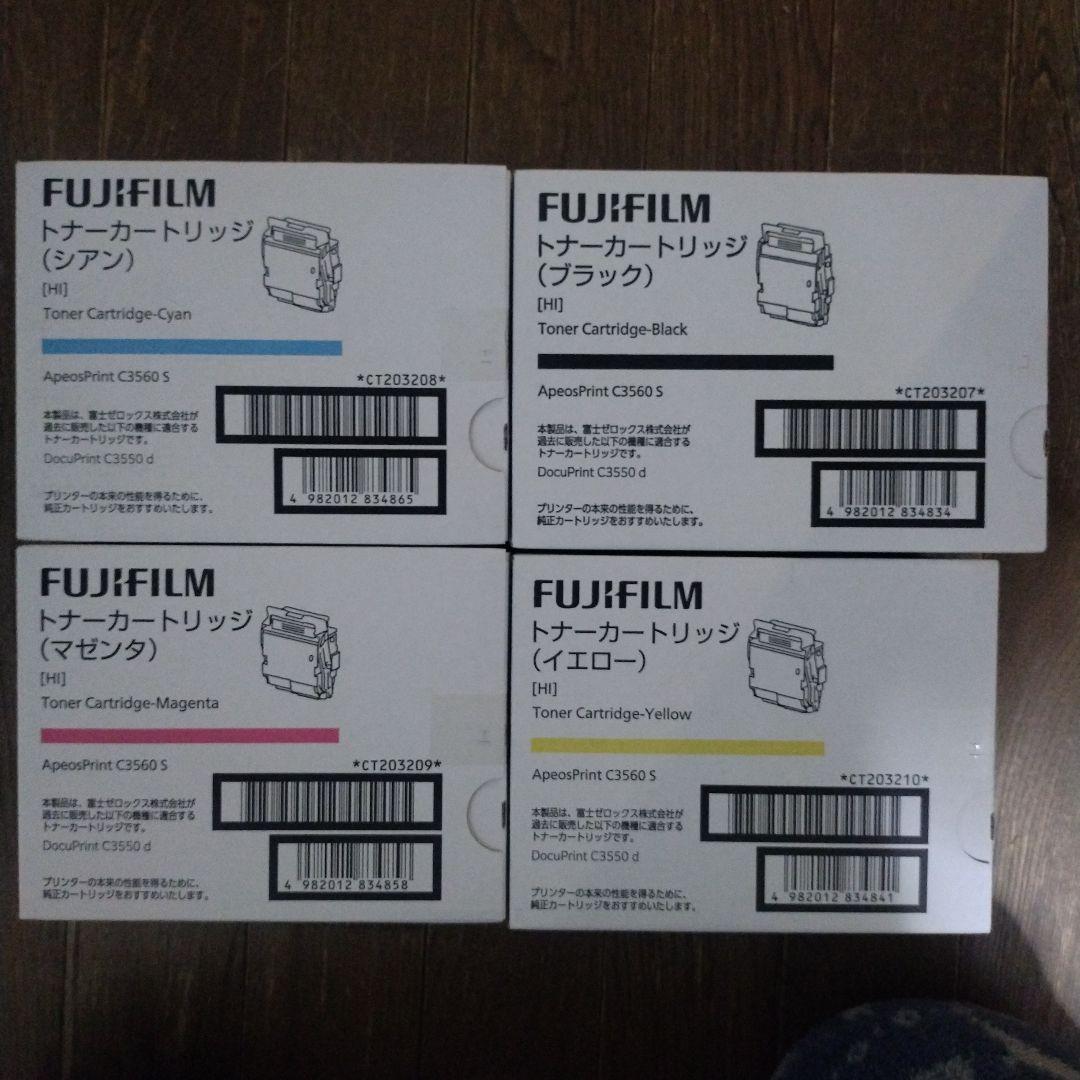 FUJIFILM
トナーカートリッジ
（シアン）
[HI]
Toner Cartridge-Cyan
ApeosPrint C3560 S
*CT203208*
本製品は、富士ゼロックス株式会社が
過去に販売した以下の機種に適合する
トナーカートリッジです。
DocuPrint C3550 d
4 982012 834865
プリンターの本来の性能を得るために、
純正カートリッジをおすすめいたします。
FUJIFILM
トナーカートリッジ
（ブラック）
[HI]
Toner Cartridge-Black
ApeosPrint C3560 S
*CT203207*
本製品は、富士ゼロックス株式会社が
過去に販売した以下の機種に適合する
トナーカートリッジです。
DocuPrint C3550 d
4 982012 834834
プリンターの本来の性能を得るために、
純正カートリッジをおすすめいたします。
FUJIFILM
トナーカートリッジ
（マゼンタ）
[HI]
Toner Cartridge-Magenta
ApeosPrint C3560 S
*CT203209*
本製品は、富士ゼロックス株式会社が
過去に販売した以下の機種に適合する
トナーカートリッジです。
DocuPrint C3550 d
4 982012 834858
プリンターの本来の性能を得るために、
純正カートリッジをおすすめいたします。
FUJIFILM
トナーカートリッジ
（イエロー）
[HI]
Toner Cartridge-Yellow
ApeosPrint C3560 S
*CT203210*
本製品は、富士ゼロックス株式会社が
過去に販売した以下の機種に適合する
トナーカートリッジです。
DocuPrint C3550 d
4 982012 834841
プリンターの本来の性能を得るために、
純正カートリッジをおすすめいたします。